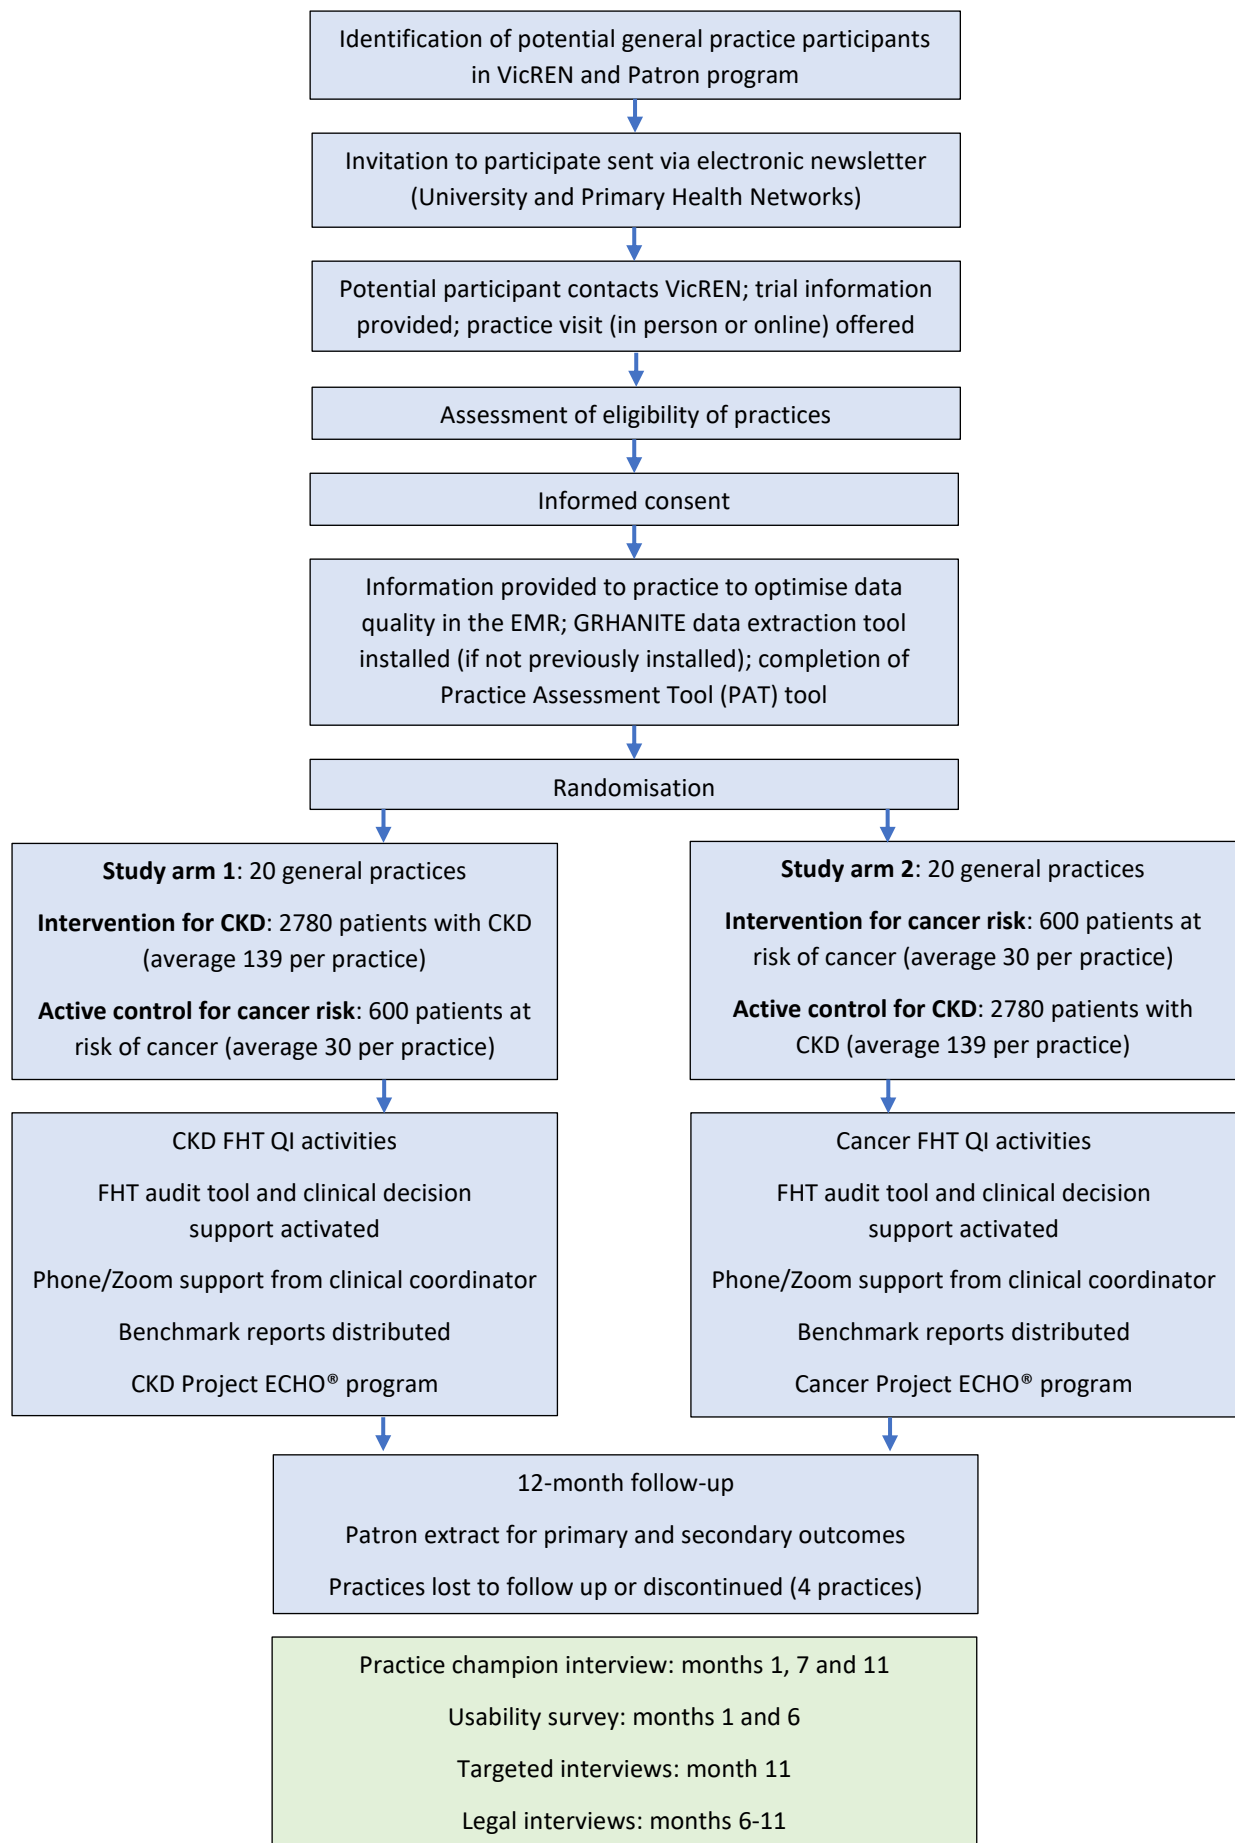 Identification of potential general practice participants
in VicREN and Patron program
Invitation to participate sent via electronic newsletter
(University and Primary Health Networks)
Potential participant contacts VicREN; trial information
provided; practice visit (in person or online) offered
Assessment of eligibility of practices
Informed consent
Information provided to practice to optimise data
quality in the EMR; GRHANITE data extraction tool
installed (if not previously installed); completion of
Practice Assessment Tool (PAT) tool
Randomisation
Study arm 1: 20 general practices
Intervention for CKD: 2780 patients with CKD
(average 139 per practice)
Active control for cancer risk: 600 patients at
risk of cancer (average 30 per practice)
Study arm 2: 20 general practices
Intervention for cancer risk: 600 patients at
risk of cancer (average 30 per practice)
Active control for CKD: 2780 patients with
CKD (average 139 per practice)
CKD FHT QI activities
FHT audit tool and clinical decision
support activated
Phone/Zoom support from clinical coordinator
Benchmark reports distributed
CKD Project ECHO® program
Cancer FHT QI activities
FHT audit tool and clinical decision
support activated
Phone/Zoom support from clinical coordinator
Benchmark reports distributed
Cancer Project ECHO® program
12-month follow-up
Patron extract for primary and secondary outcomes
Practices lost to follow up or discontinued (4 practices)
Practice champion interview: months 1, 7 and 11
Usability survey: months 1 and 6
Targeted interviews: month 11
Legal interviews: months 6-11